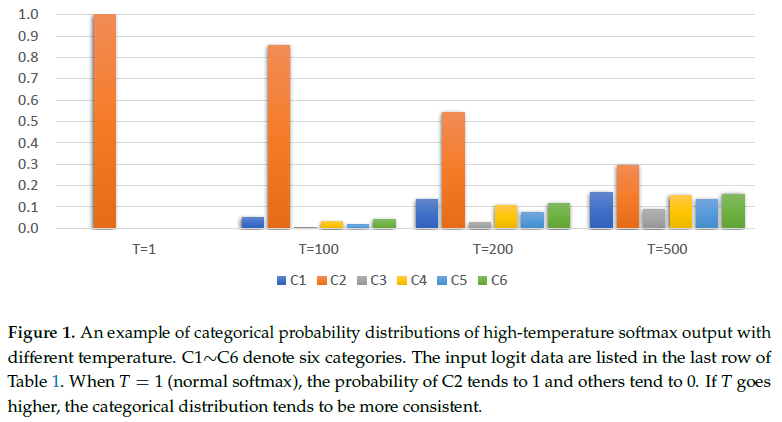 1.0
0.9
0.8
0.7
0.6
0.5
0.4
0.3
0.2
0.1
0.0
T=1 T=100 T=200 T=500
C1 C2 C3 C4 C5 C6
Figure 1. An example of categorical probability distributions of high-temperature softmax output with
different temperature. C1∼C6 denote six categories. The input logit data are listed in the last row of
Table 1. When T = 1 (normal softmax), the probability of C2 tends to 1 and others tend to 0. If T goes
higher, the categorical distribution tends to be more consistent.